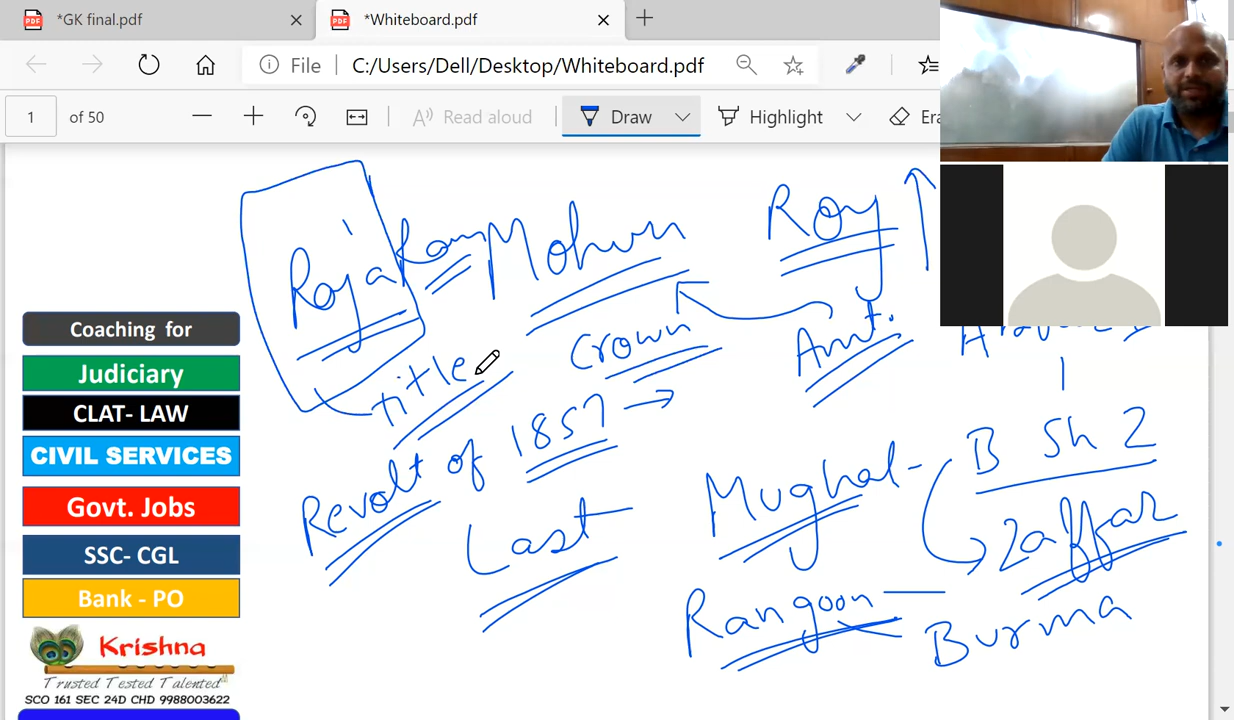 *GK final.pdf
*Whiteboard.pdf
File C:/Users/Dell/Desktop/Whiteboard.pdf
1 of 50
Read aloud
Draw
Highlight
Era
Raja Ram Mohun Roy
Title
Crown
Amt.
Revolt of 1857
Last
Mughal - B Sh 2
Zaffar
Rangoon
Burma
Coaching for
Judiciary
CLAT- LAW
CIVIL SERVICES
Govt. Jobs
SSC- CGL
Bank - PO
Krishna
Trusted Tested Talented
SCO 161 SEC 24D CHD 9988003622